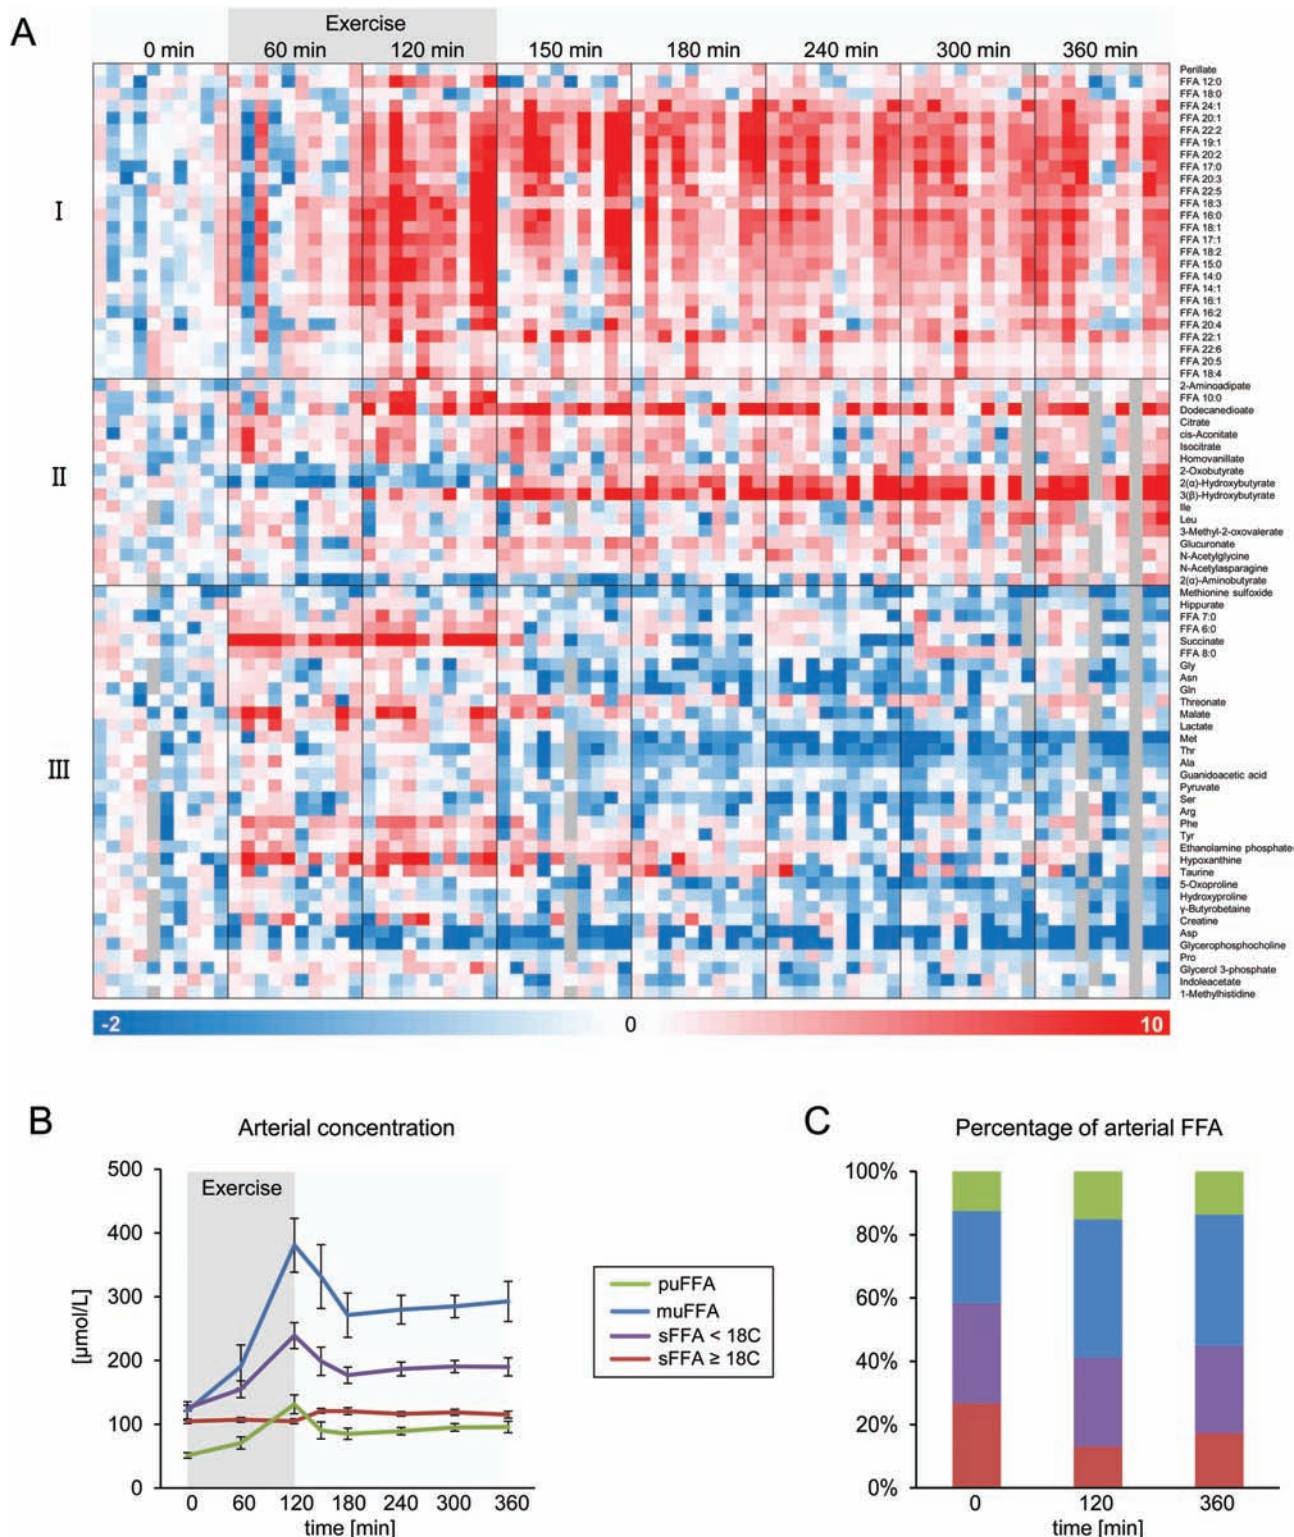 A
Exercise
0 min 60 min 120 min 150 min 180 min 240 min 300 min 360 min
Perillate
FFA 12:0
FFA 18:0
FFA 24:1
FFA 20:1
FFA 22:2
FFA 19:1
FFA 20:2
FFA 17:0
FFA 20:3
FFA 22:5
FFA 18:3
FFA 16:0
FFA 18:1
FFA 17:1
FFA 18:2
FFA 15:0
FFA 14:0
FFA 14:1
FFA 16:1
FFA 16:2
FFA 20:4
FFA 22:1
FFA 22:6
FFA 20:5
FFA 18:4
I
2-Aminoadipate
FFA 10:0
Dodecanedioate
Citrate
cis-Aconitate
Isocitrate
Homovanillate
2-Oxobutyrate
2(α)-Hydroxybutyrate
3(β)-Hydroxybutyrate
Ile
Leu
3-Methyl-2-oxovalerate
Glucuronate
N-Acetylglycine
N-Acetylasparagine
2(α)-Aminobutyrate
II
Methionine sulfoxide
Hippurate
FFA 7:0
FFA 6:0
Succinate
FFA 8:0
Gly
Asn
Gln
Threonate
Malate
Lactate
Met
Thr
Ala
Guanidoacetic acid
Pyruvate
Ser
Arg
Phe
Tyr
Ethanolamine phosphate
Hypoxanthine
Taurine
5-Oxoproline
Hydroxyproline
γ-Butyrobetaine
Creatine
Asp
Glycerophosphocholine
Pro
Glycerol 3-phosphate
Indoleacetate
1-Methylhistidine
III
-2 0 10
B
Arterial concentration
Exercise
[μmol/L]
500
400
300
200
100
0
0 60 120 180 240 300 360
time [min]
puFFA
muFFA
sFFA < 18C
sFFA ≥ 18C
C
Percentage of arterial FFA
100%
80%
60%
40%
20%
0%
0 120 360
time [min]